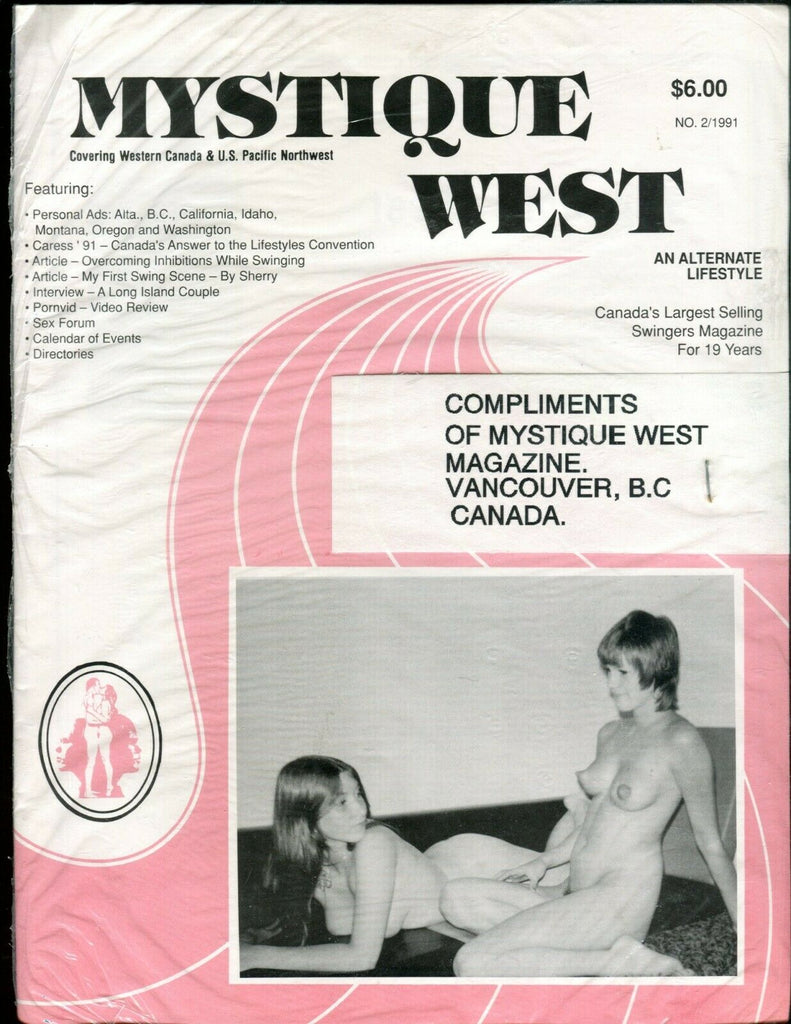 MYSTIQUE
WEST
$6.00
NO. 2/1991
Covering Western Canada & U.S. Pacific Northwest
Featuring:
• Personal Ads: Alta., B.C., California, Idaho,
Montana, Oregon and Washington
• Caress '91 – Canada's Answer to the Lifestyles Convention
• Article – Overcoming Inhibitions While Swinging
• Article – My First Swing Scene – By Sherry
• Interview – A Long Island Couple
• Pornvid – Video Review
• Sex Forum
• Calendar of Events
• Directories
AN ALTERNATE
LIFESTYLE
Canada's Largest Selling
Swingers Magazine
For 19 Years
COMPLIMENTS
OF MYSTIQUE WEST
MAGAZINE.
VANCOUVER, B.C
CANADA.